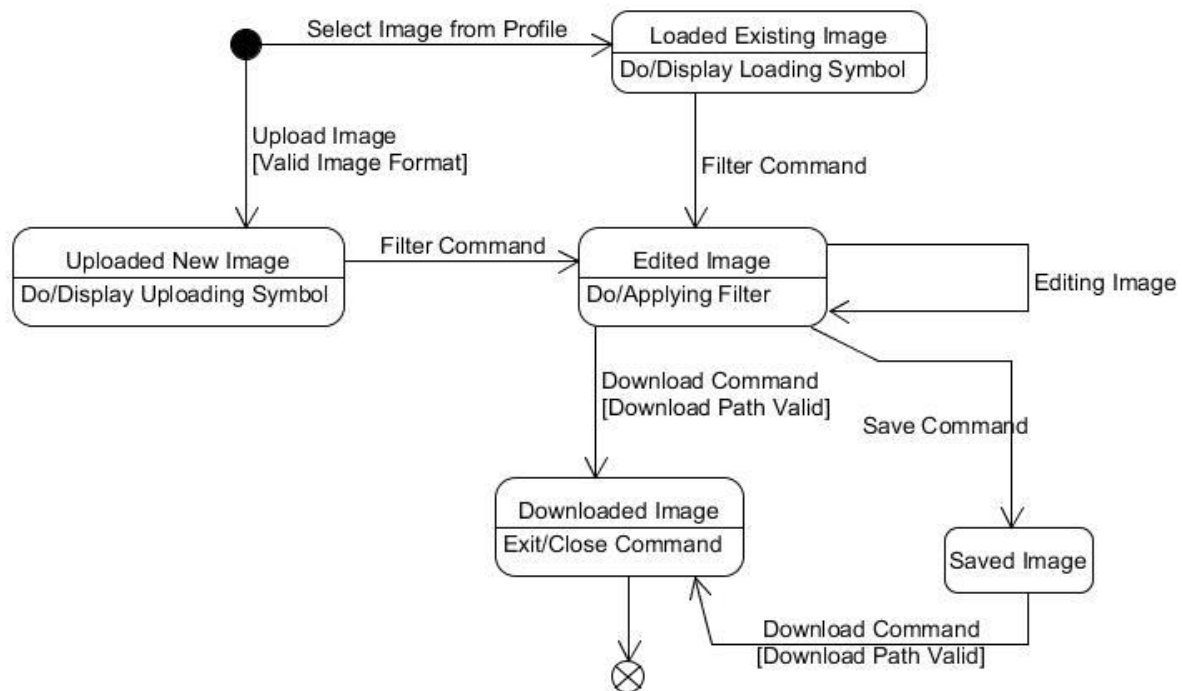 Select Image from Profile
Loaded Existing Image
Do/Display Loading Symbol
Upload Image
[Valid Image Format]
Filter Command
Uploaded New Image
Do/Display Uploading Symbol
Filter Command
Edited Image
Do/Applying Filter
Editing Image
Download Command
[Download Path Valid]
Save Command
Downloaded Image
Exit/Close Command
Saved Image
Download Command
[Download Path Valid]